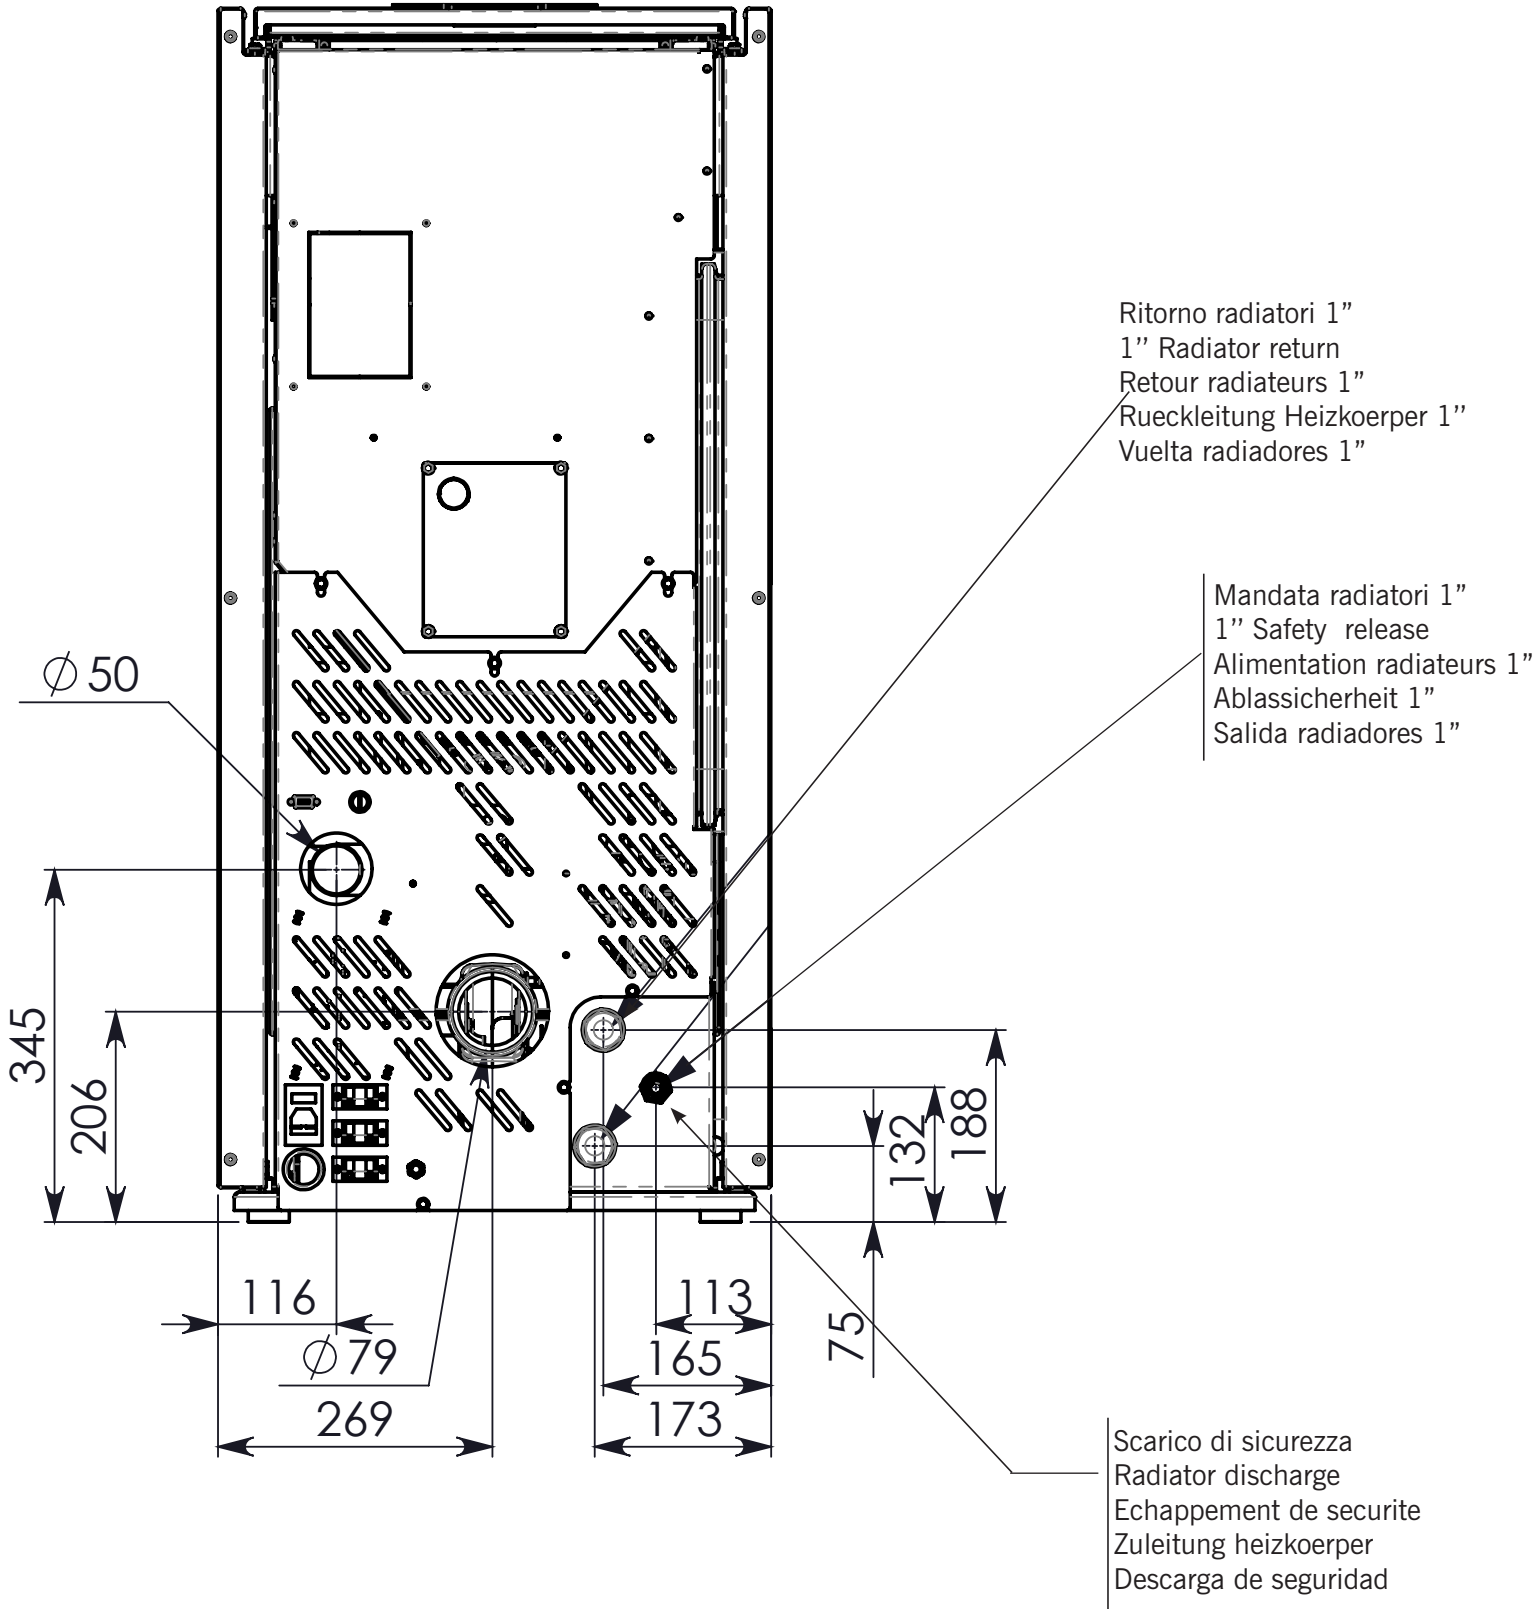 Ritorno radiatori 1”
1’’ Radiator return
Retour radiateurs 1”
Rueckleitung Heizkoerper 1’’
Vuelta radiadores 1”
Mandata radiatori 1”
1’’ Safety release
Alimentation radiateurs 1”
Ablassicherheit 1”
Salida radiadores 1”
∅ 50
345
206
132
188
75
116
113
∅ 79
165
269
173
Scarico di sicurezza
Radiator discharge
Echappement de securite
Zuleitung heizkoerper
Descarga de seguridad